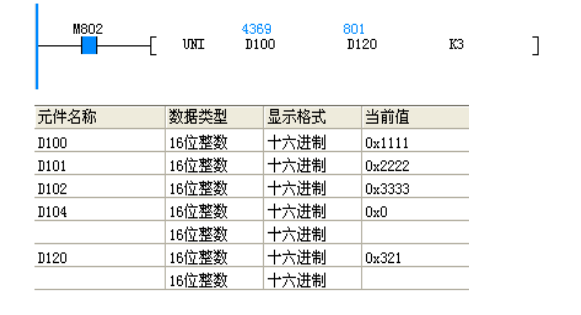 M802 4369 801
[ UNI D100 D120 K3 ]
元件名称 数据类型 显示格式 当前值
D100 16位整数 十六进制 0x1111
D101 16位整数 十六进制 0x2222
D102 16位整数 十六进制 0x3333
D104 16位整数 十六进制 0x0
16位整数 十六进制
D120 16位整数 十六进制 0x321
16位整数 十六进制